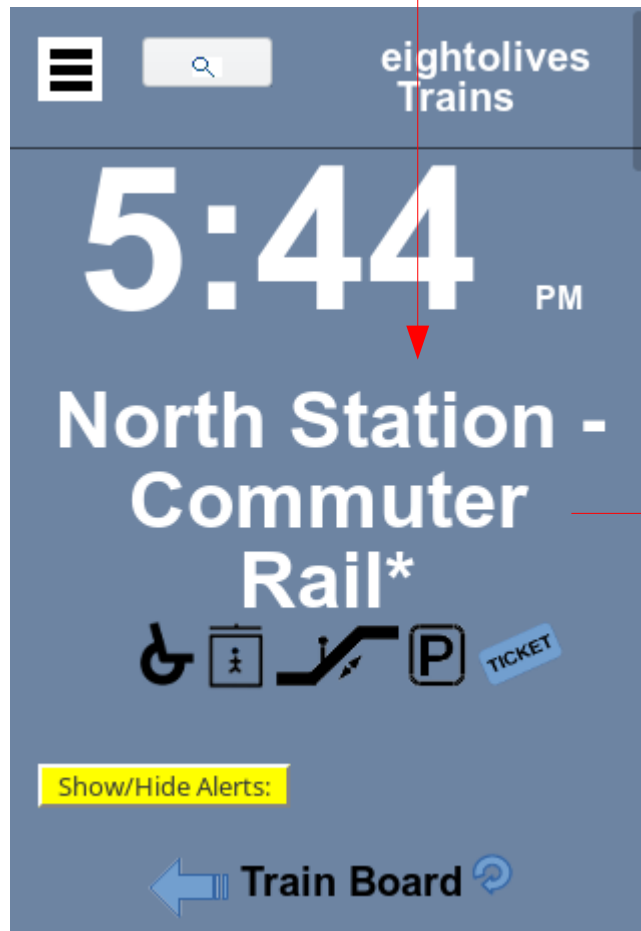 eightolives
Trains
5:44 PM
North Station -
Commuter
Rail*
P TICKET
Show/Hide Alerts:
Train Board